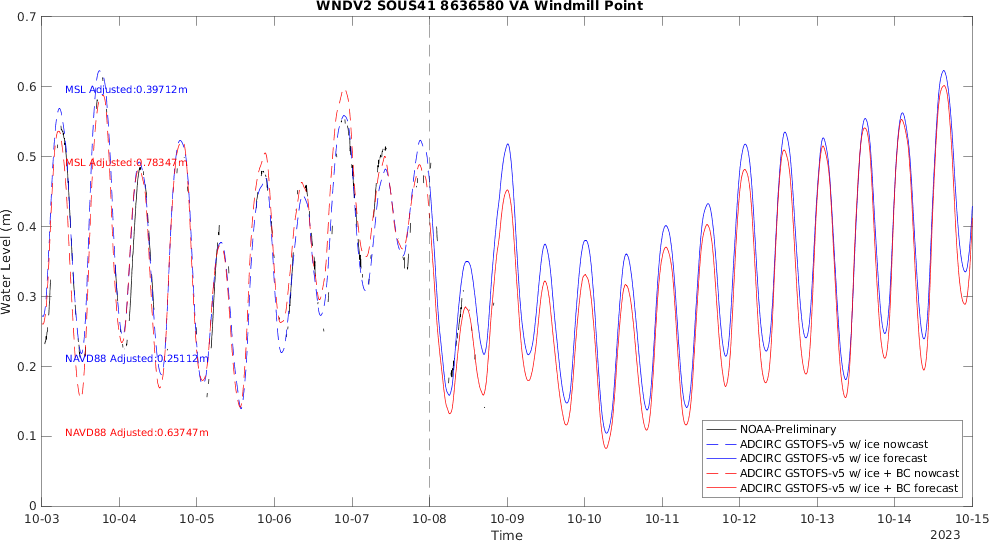 WNDV2 SOUS41 8636580 VA Windmill Point
0.7
0.6
0.5
0.4
0.3
0.2
0.1
0
Water Level (m)
MSL Adjusted:0.39712m
MSL Adjusted:0.78347m
NAVD88 Adjusted:0.25112m
NAVD88 Adjusted:0.63747m
NOAA-Preliminary
ADCIRC GSTOFS-v5 w/ ice nowcast
ADCIRC GSTOFS-v5 w/ ice forecast
ADCIRC GSTOFS-v5 w/ ice + BC nowcast
ADCIRC GSTOFS-v5 w/ ice + BC forecast
10-03 10-04 10-05 10-06 10-07 10-08 10-09 10-10 10-11 10-12 10-13 10-14 10-15
Time 2023